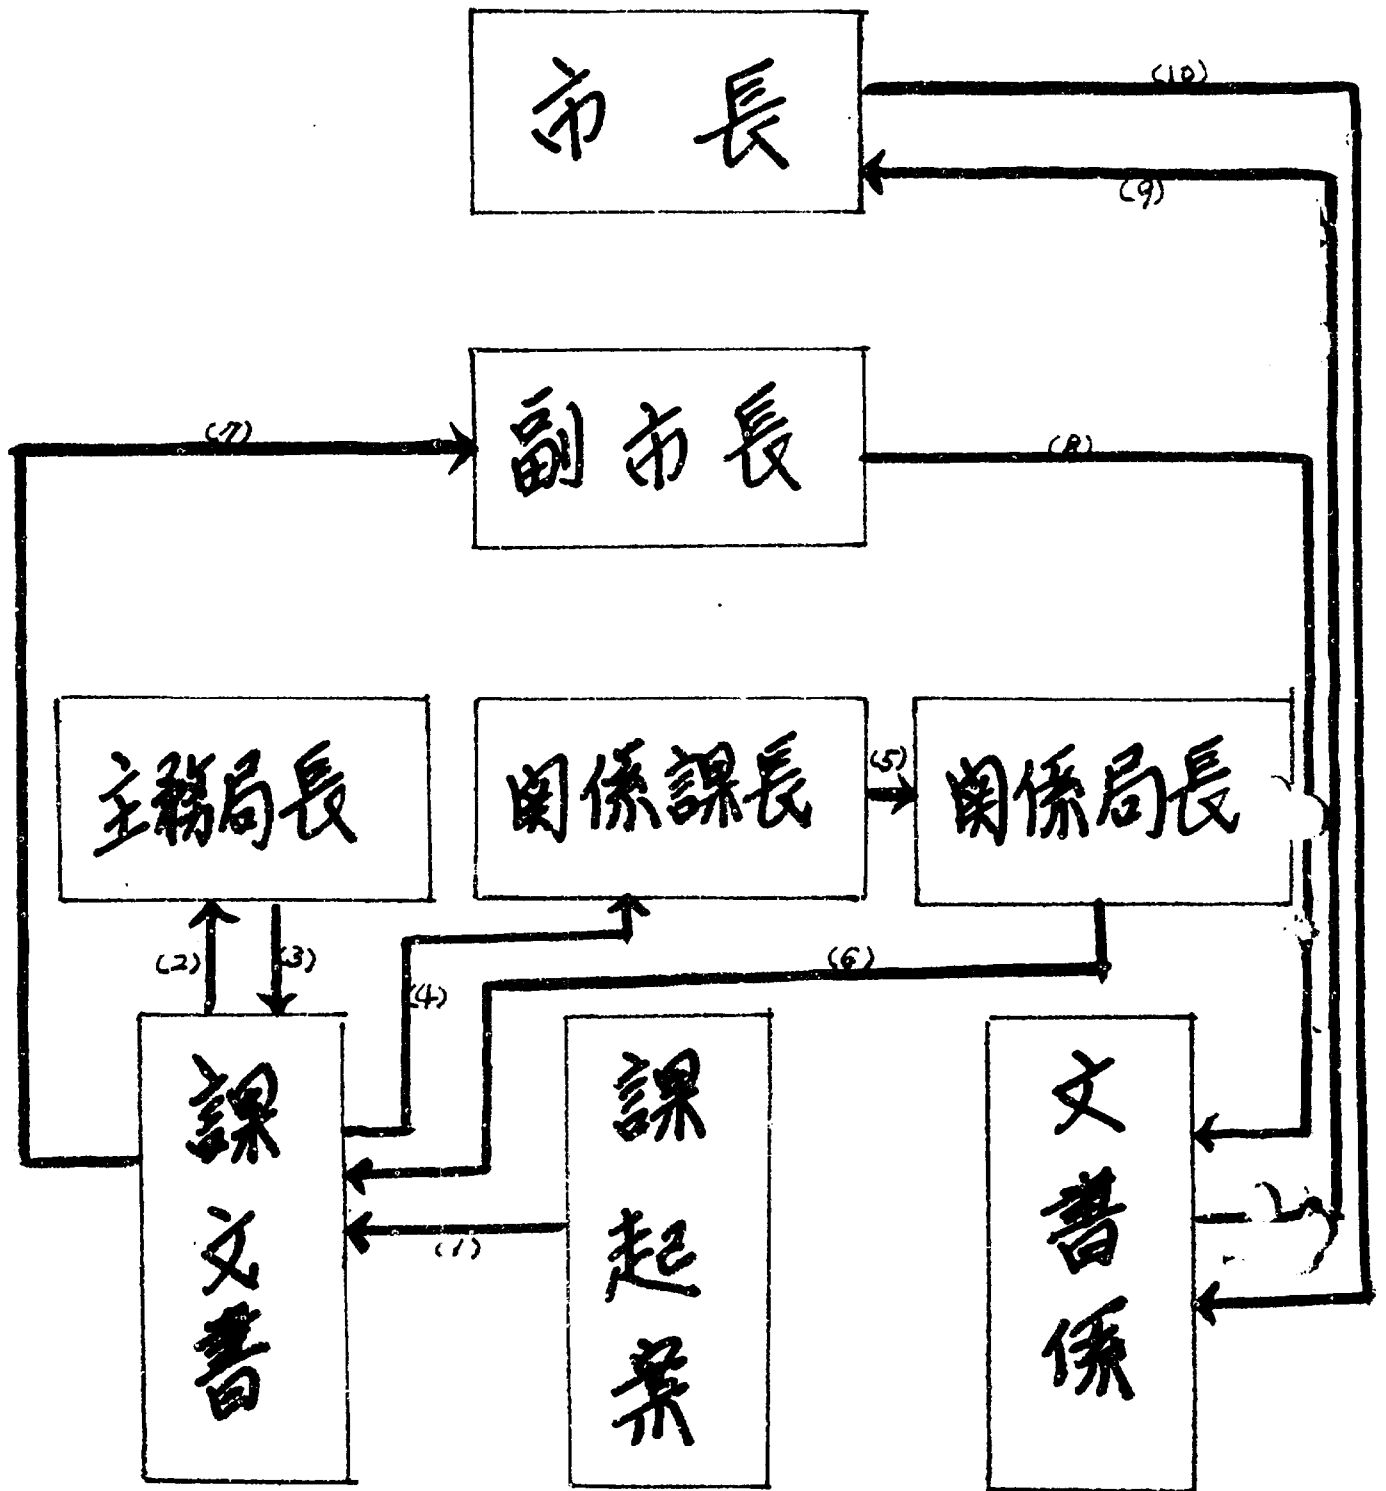 市長
(10)
(9)
副市長
(7)
(8)
主務局長
関係課長
(5)
関係局長
(2)
(3)
(4)
(6)
課文書
(1)
課起案
文書係